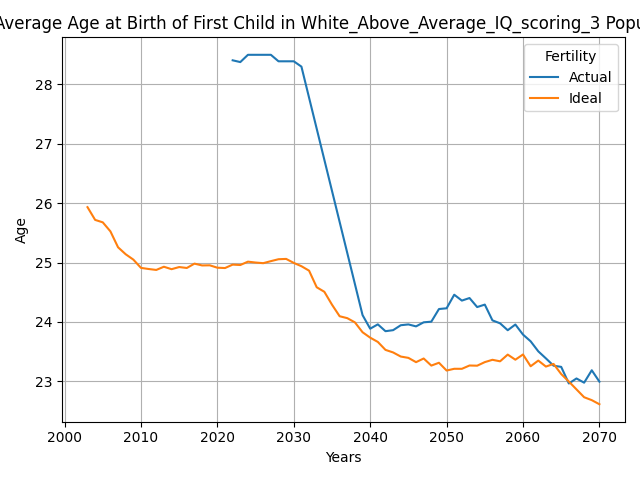 Average Age at Birth of First Child in White_Above_Average_IQ_scoring_3 Popu
Fertility
Actual
Ideal
28
27
26
25
24
23
Age
2000 2010 2020 2030 2040 2050 2060 2070
Years